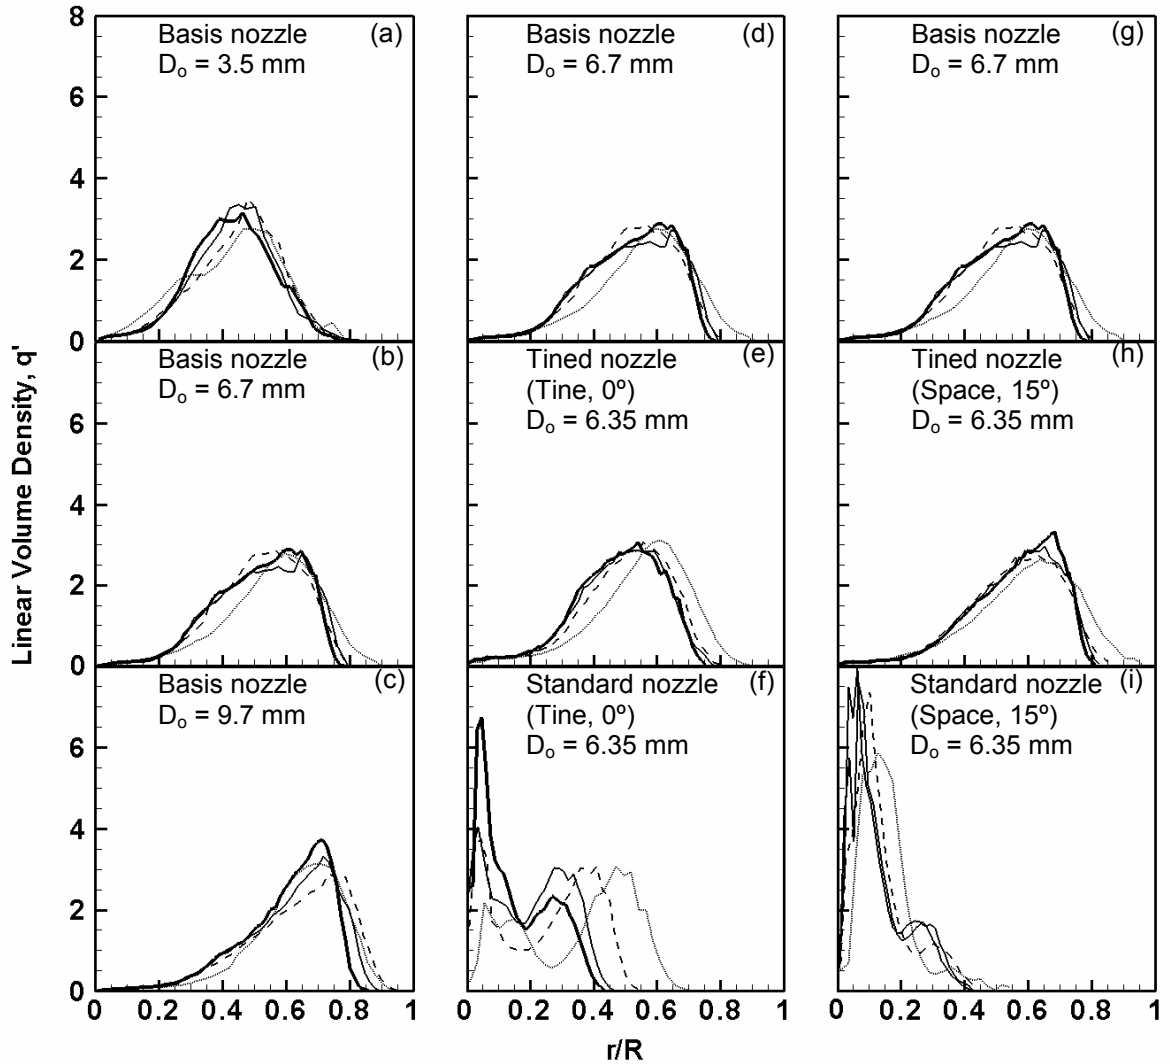 Linear Volume Density, q'
8
6
4
2
0
Basis nozzle (a)
Dₒ = 3.5 mm
Basis nozzle (d)
Dₒ = 6.7 mm
Basis nozzle (g)
Dₒ = 6.7 mm
6
4
2
0
Basis nozzle (b)
Dₒ = 6.7 mm
Tined nozzle (e)
(Tine, 0º)
Dₒ = 6.35 mm
Tined nozzle (h)
(Space, 15º)
Dₒ = 6.35 mm
6
4
2
0
Basis nozzle (c)
Dₒ = 9.7 mm
Standard nozzle (f)
(Tine, 0º)
Dₒ = 6.35 mm
Standard nozzle (i)
(Space, 15º)
Dₒ = 6.35 mm
0 0.2 0.4 0.6 0.8 1
0 0.2 0.4 0.6 0.8 1
0 0.2 0.4 0.6 0.8 1
r/R